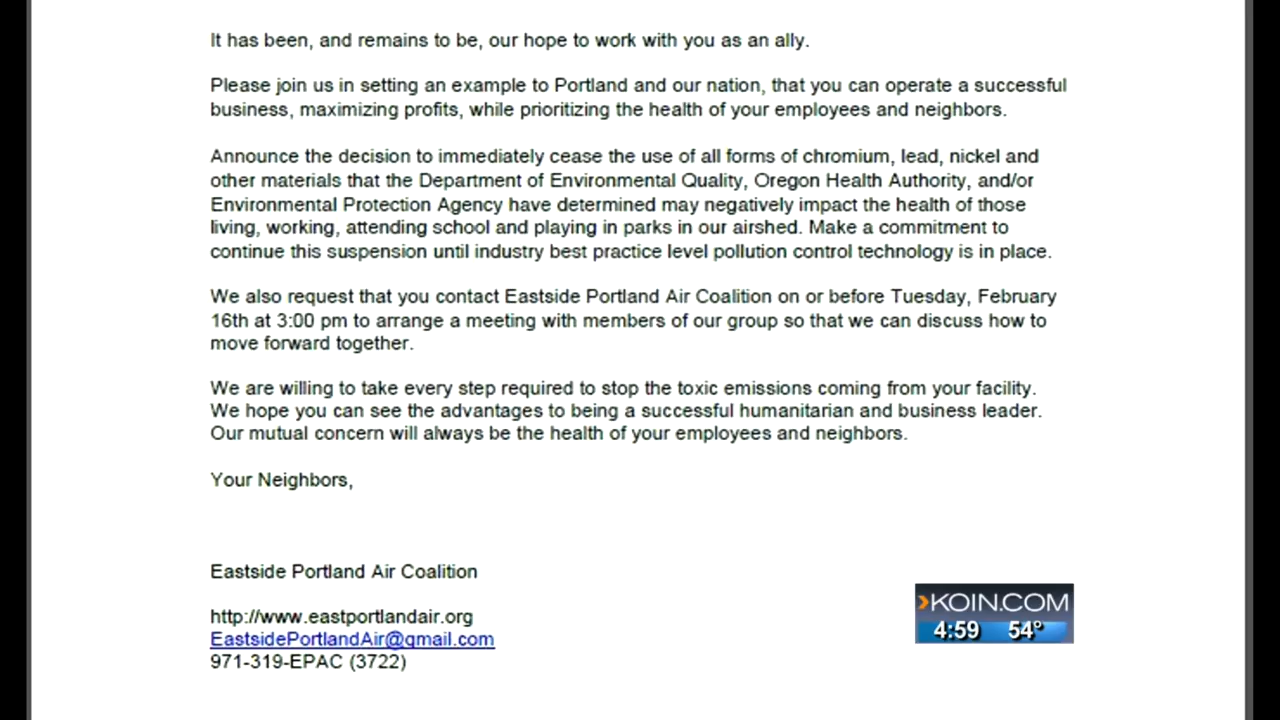 It has been, and remains to be, our hope to work with you as an ally.
Please join us in setting an example to Portland and our nation, that you can operate a successful
business, maximizing profits, while prioritizing the health of your employees and neighbors.
Announce the decision to immediately cease the use of all forms of chromium, lead, nickel and
other materials that the Department of Environmental Quality, Oregon Health Authority, and/or
Environmental Protection Agency have determined may negatively impact the health of those
living, working, attending school and playing in parks in our airshed. Make a commitment to
continue this suspension until industry best practice level pollution control technology is in place.
We also request that you contact Eastside Portland Air Coalition on or before Tuesday, February
16th at 3:00 pm to arrange a meeting with members of our group so that we can discuss how to
move forward together.
We are willing to take every step required to stop the toxic emissions coming from your facility.
We hope you can see the advantages to being a successful humanitarian and business leader.
Our mutual concern will always be the health of your employees and neighbors.
Your Neighbors,
Eastside Portland Air Coalition
http://www.eastportlandair.org
EastsidePortlandAir@gmail.com
971-319-EPAC (3722)
KOIN.COM
4:59 54°